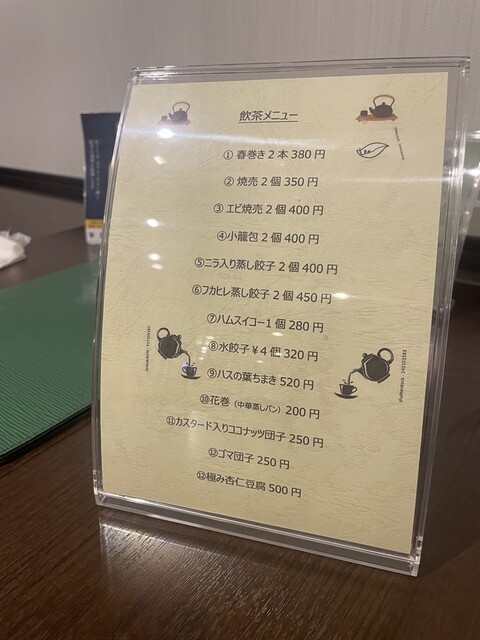 飲茶メニュー
① 春巻き 2 本 380 円
② 焼売 2 個 350 円
③ エビ焼売 2 個 400 円
④ 小籠包 2 個 400 円
⑤ニラ入り蒸し餃子 2 個 400 円
⑥フカヒレ蒸し餃子 2 個 450 円
⑦ハムスイコー1 個 280 円
⑧水餃子¥4 個 320 円
⑨ハスの葉ちまき 520 円
⑩花巻（中華蒸しパン）200 円
⑪カスタード入りココナッツ団子 250 円
⑫ゴマ団子 250 円
⑫極み杏仁豆腐 500 円